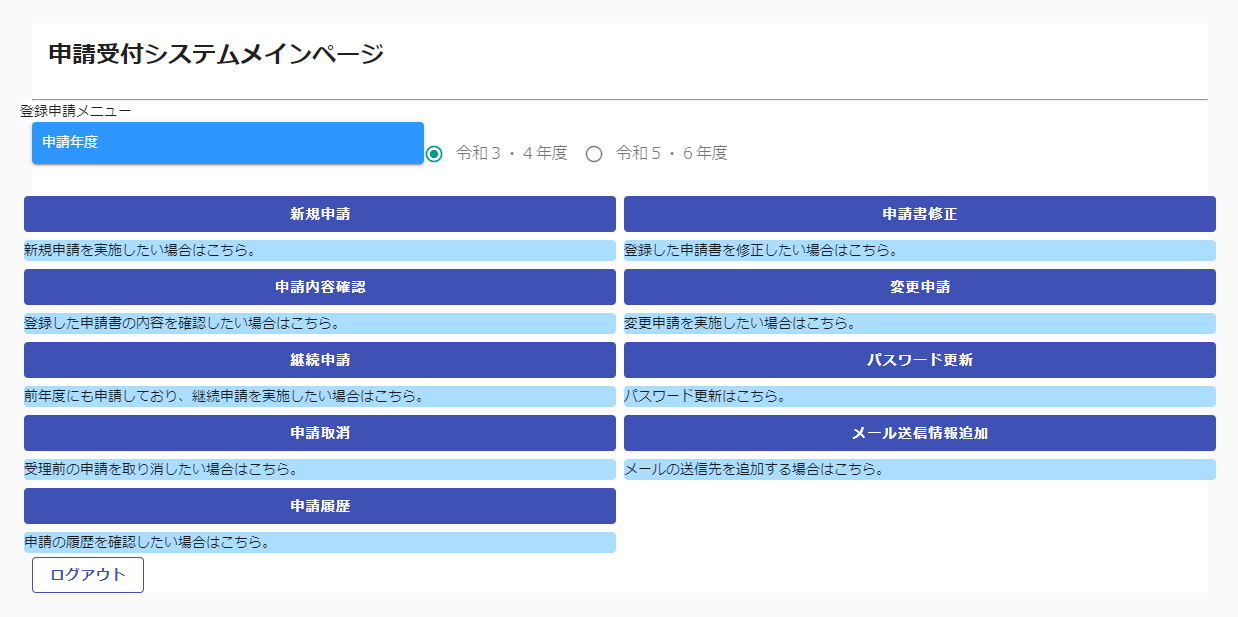 申請受付システムメインページ
登録申請メニュー
申請年度
令和３・４年度 令和５・６年度
新規申請 申請書修正
新規申請を実施したい場合はこちら。 登録した申請書を修正したい場合はこちら。
申請内容確認 変更申請
登録した申請書の内容を確認したい場合はこちら。 変更申請を実施したい場合はこちら。
継続申請 パスワード更新
前年度にも申請しており、継続申請を実施したい場合はこちら。 パスワード更新はこちら。
申請取消 メール送信情報追加
受理前の申請を取り消したい場合はこちら。 メールの送信先を追加する場合はこちら。
申請履歴
申請の履歴を確認したい場合はこちら。
ログアウト